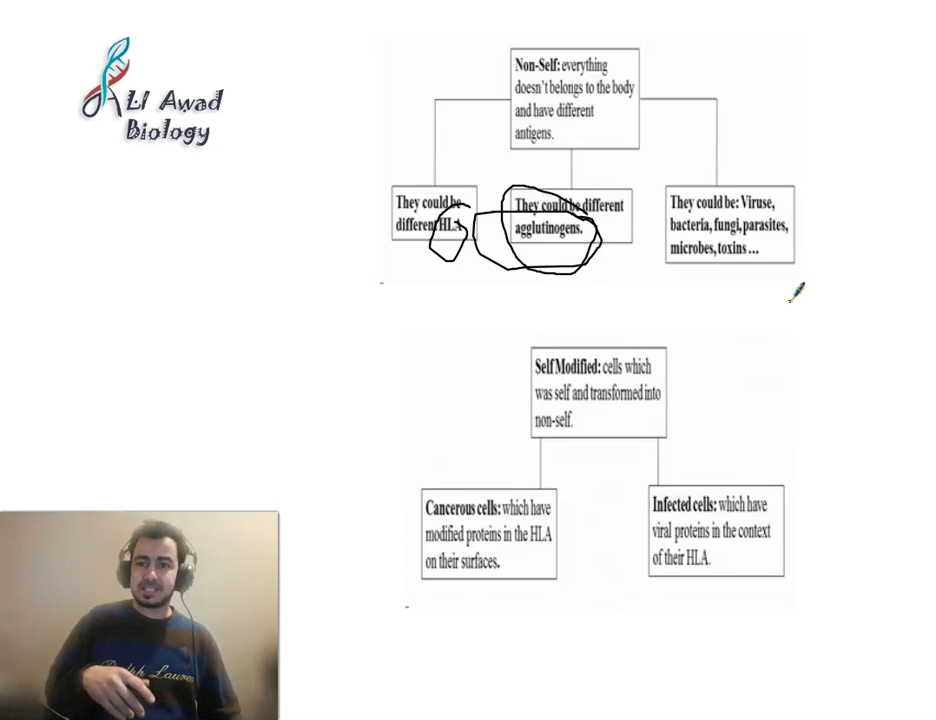 ALI Awad
Biology
Non-Self: everything
doesn't belongs to the body
and have different
antigens.
They could be
different HLA
They could be different
agglutinogens.
They could be: Viruse,
bacteria, fungi, parasites,
microbes, toxins ...
Self Modified: cells which
was self and transformed into
non-self.
Cancerous cells: which have
modified proteins in the HLA
on their surfaces.
Infected cells: which have
viral proteins in the context
of their HLA.
Ralph Lauren